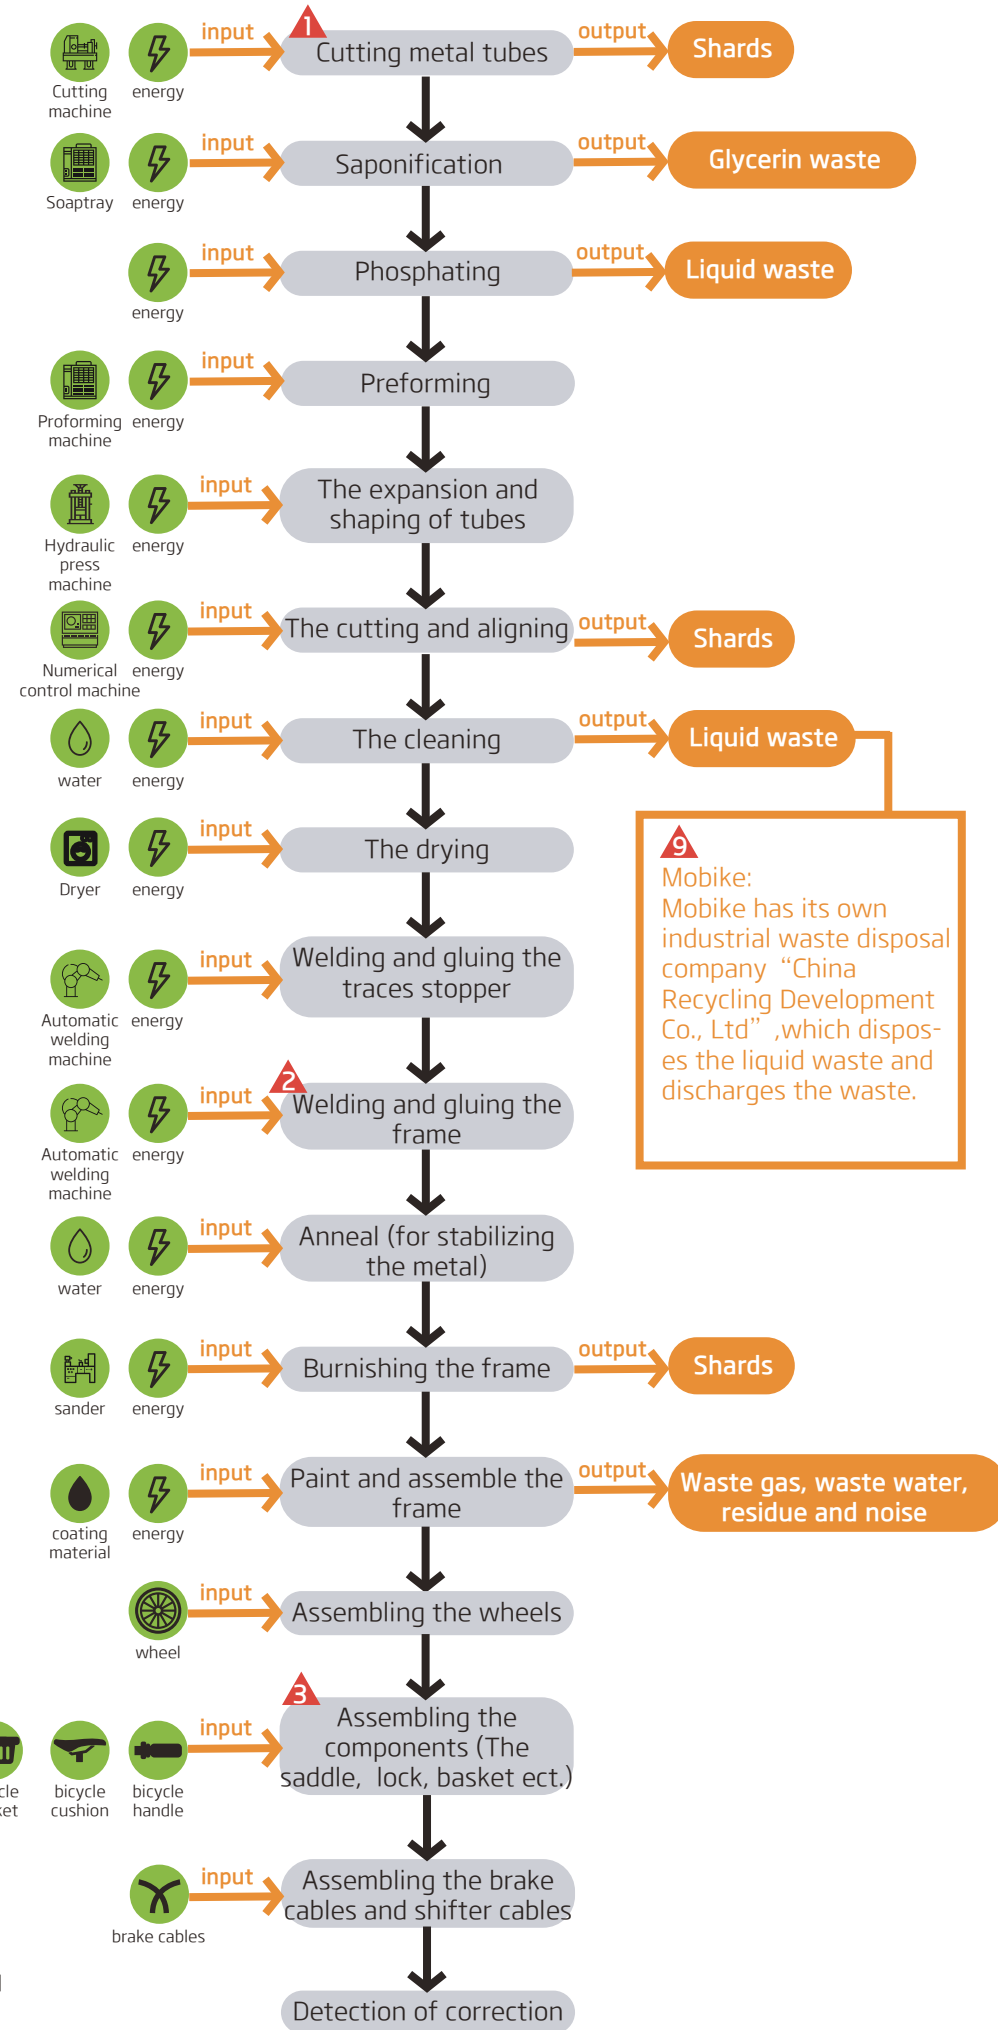 1
input
Cutting metal tubes
output
Shards
Cutting
machine
energy
input
Saponification
output
Glycerin waste
Soaptray
energy
input
Phosphating
output
Liquid waste
energy
input
Preforming
Proforming
machine
energy
input
The expansion and
shaping of tubes
Hydraulic
press
machine
energy
input
The cutting and aligning
output
Shards
Numerical
control machine
energy
input
The cleaning
output
Liquid waste
water
energy
9
Mobike:
Mobike has its own
industrial waste disposal
company “China
Recycling Development
Co., Ltd” ,which dispos-
es the liquid waste and
discharges the waste.
input
The drying
Dryer
energy
input
Welding and gluing the
traces stopper
Automatic
welding
machine
energy
2
input
Welding and gluing the
frame
Automatic
welding
machine
energy
input
Anneal (for stabilizing
the metal)
water
energy
input
Burnishing the frame
output
Shards
sander
energy
input
Paint and assemble the
frame
output
Waste gas, waste water,
residue and noise
coating
material
energy
input
Assembling the wheels
wheel
3
input
Assembling the
components (The
saddle, lock, basket ect.)
bicycle
cushion
bicycle
handle
input
Assembling the brake
cables and shifter cables
brake cables
Detection of correction